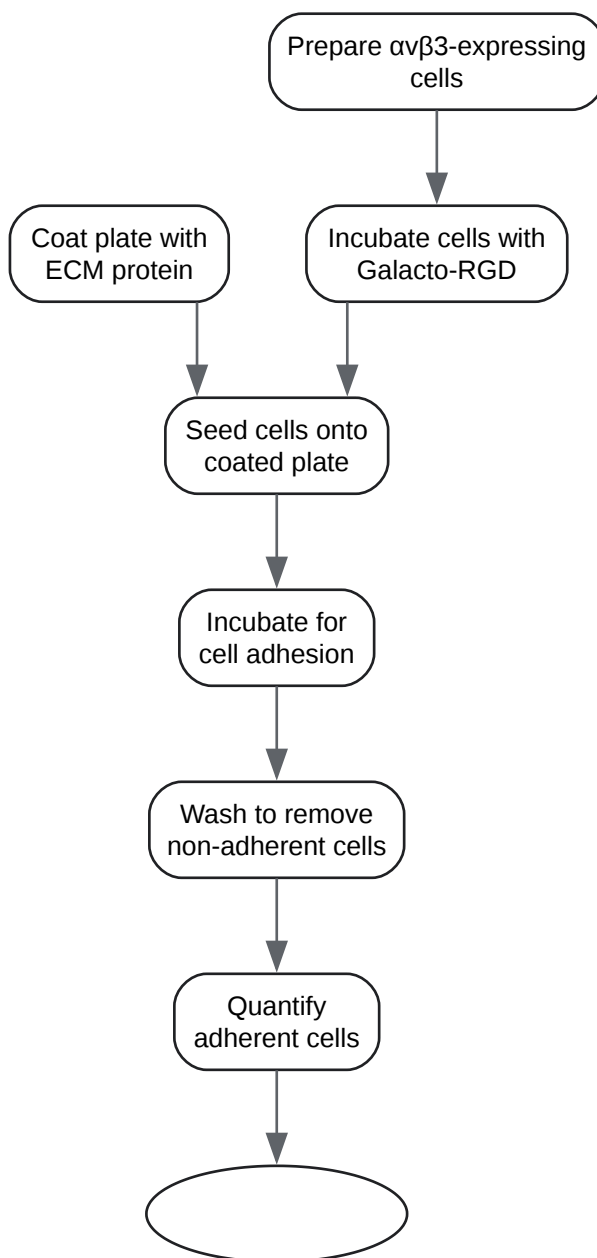 Prepare αvβ3-expressing
cells
Coat plate with
ECM protein
Incubate cells with
Galacto-RGD
Seed cells onto
coated plate
Incubate for
cell adhesion
Wash to remove
non-adherent cells
Quantify
adherent cells